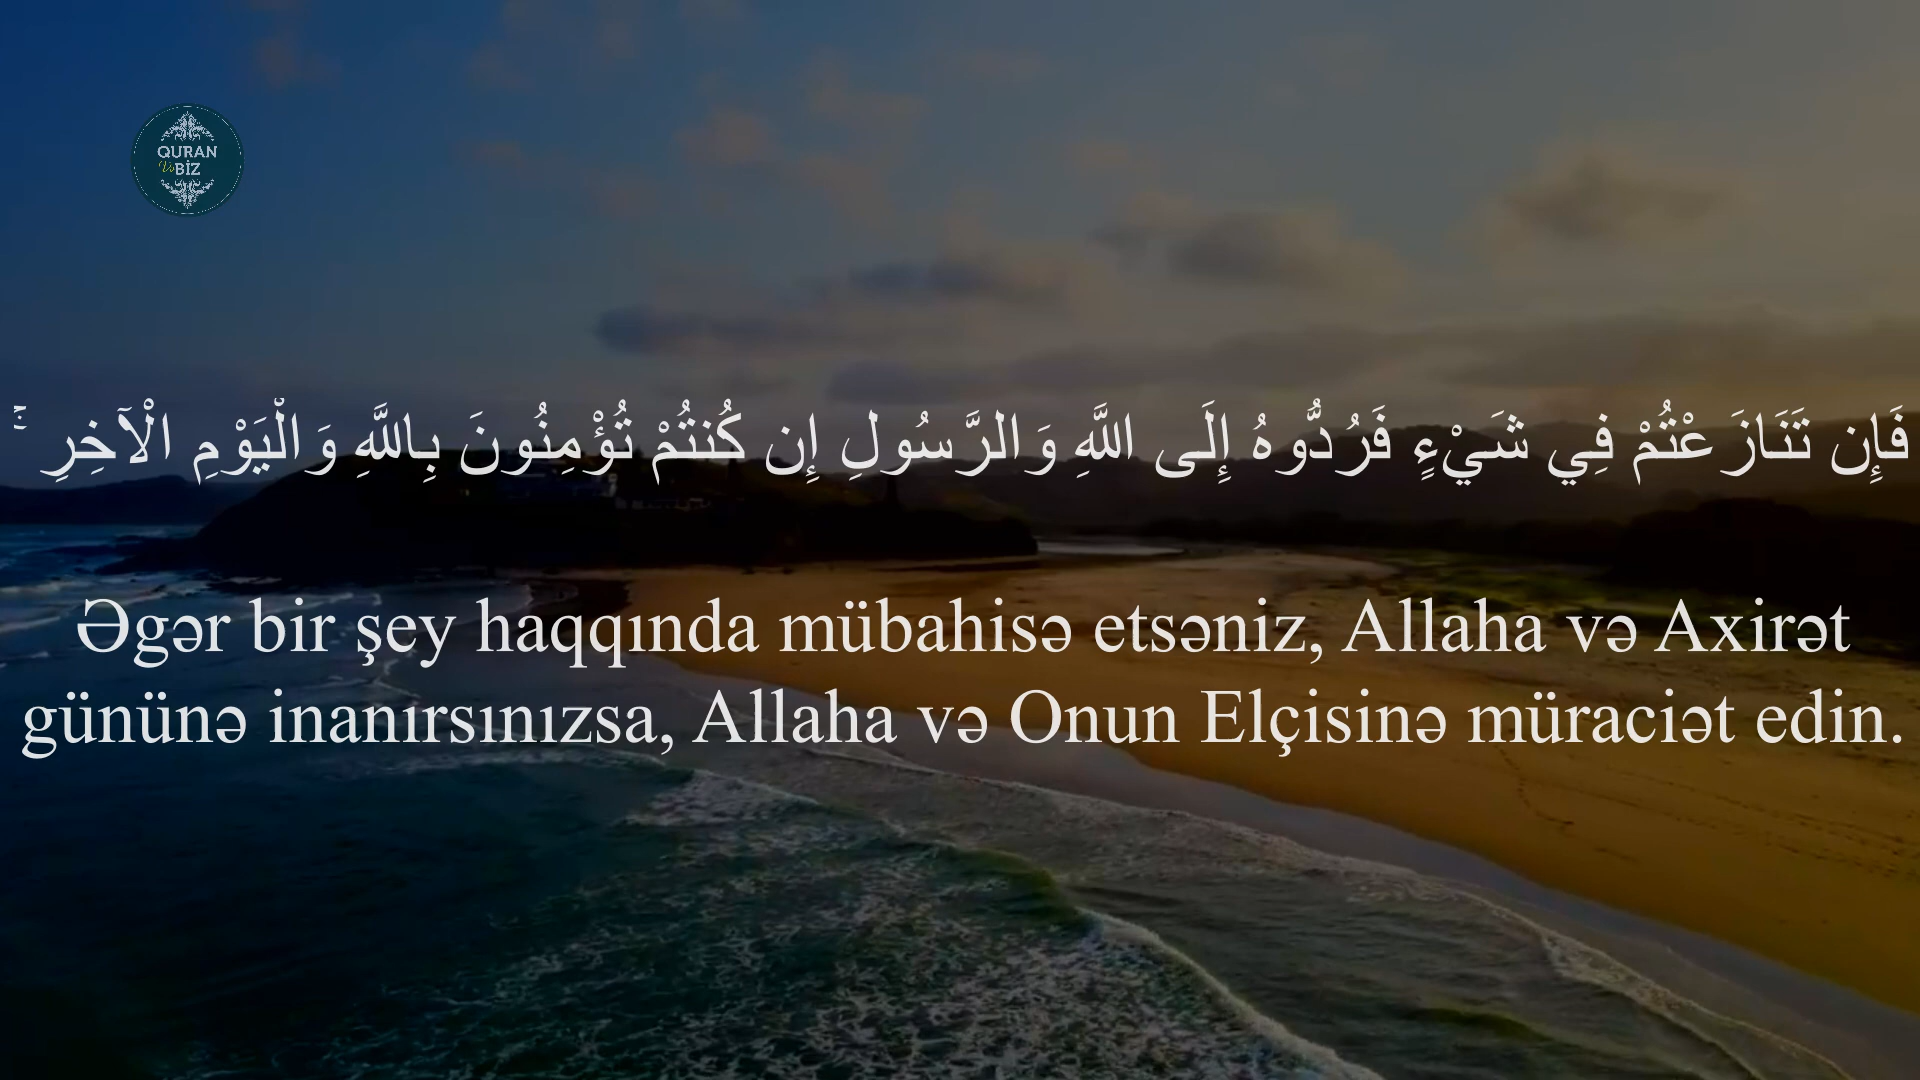 QURAN
Və BİZ
فَإِن تَنَازَعْتُمْ فِي شَيْءٍ فَرُدُّوهُ إِلَى اللَّهِ وَالرَّسُولِ إِن كُنتُمْ تُؤْمِنُونَ بِاللَّهِ وَالْيَوْمِ الْآخِرِ ۚ
Əgər bir şey haqqında mübahisə etsəniz, Allaha və Axirət
gününə inanırsınızsa, Allaha və Onun Elçisinə müraciət edin.